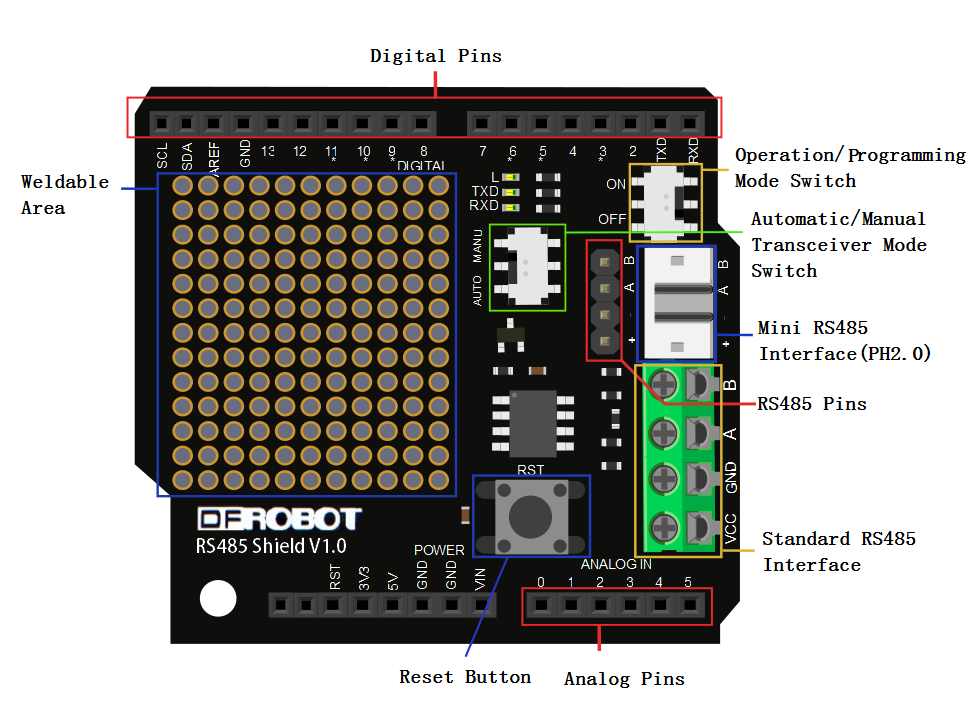 Digital Pins
SCL SDA AREF GND 13 12 11 10 9 8 7 6 5 4 3 2 TXD RXD
* * * * * *
DIGITAL
Operation/Programming
Mode Switch
Weldable
Area
L
TXD
RXD
ON
OFF
Automatic/Manual
Transceiver Mode
Switch
MANU
AUTO
B
A
-
+
B
A
-
+
Mini RS485
Interface(PH2.0)
RS485 Pins
B
A
GND
VCC
RST
DFROBOT
RS485 Shield V1.0
POWER
RST 3V3 5V GND GND VIN
ANALOG IN
0 1 2 3 4 5
Standard RS485
Interface
Reset Button
Analog Pins